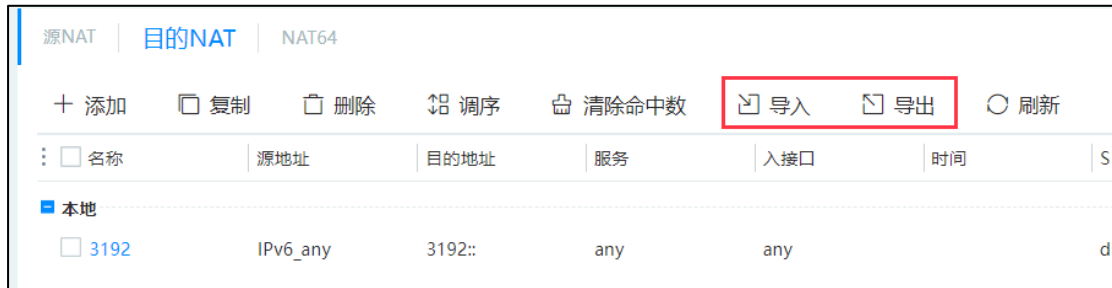 源NAT 目的NAT NAT64
添加 复制 删除 调序 清除命中数 导入 导出 刷新
名称 源地址 目的地址 服务 入接口 时间 S
本地
3192 IPv6_any 3192:: any any d